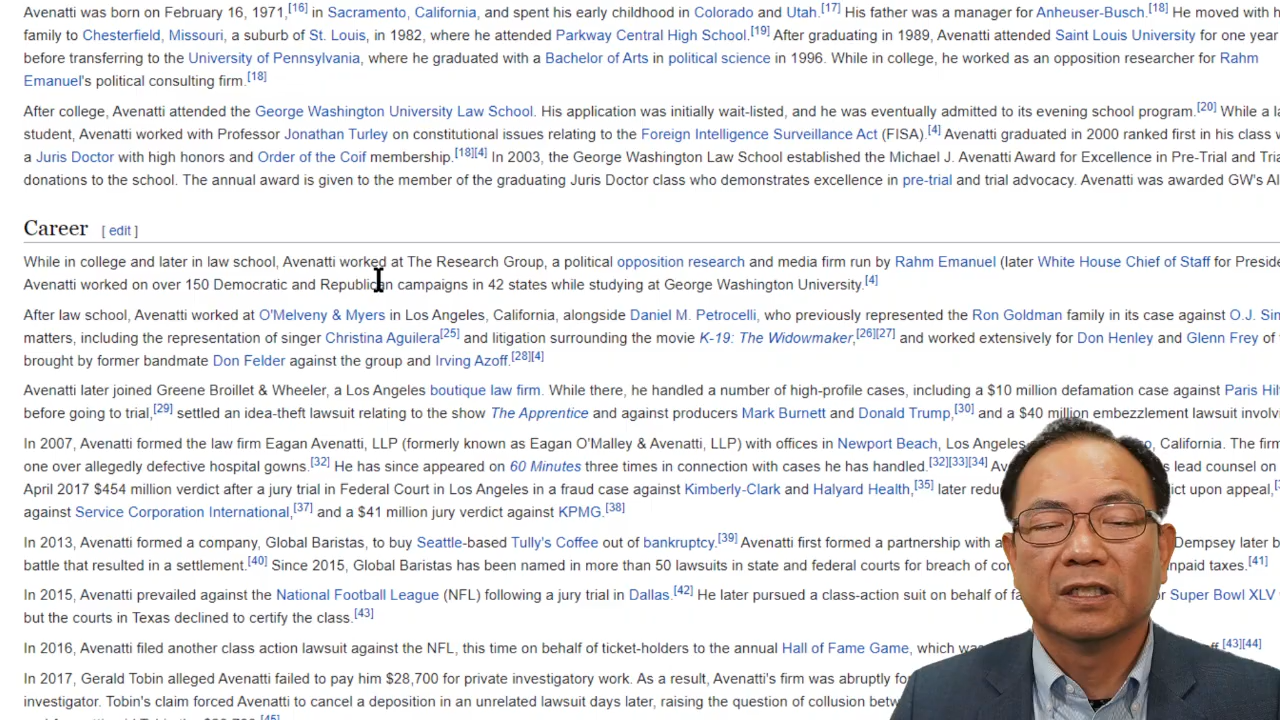 Avenatti was born on February 16, 1971,[16] in Sacramento, California, and spent his early childhood in Colorado and Utah.[17] His father was a manager for Anheuser-Busch.[18] He moved with h
family to Chesterfield, Missouri, a suburb of St. Louis, in 1982, where he attended Parkway Central High School.[19] After graduating in 1989, Avenatti attended Saint Louis University for one year
before transferring to the University of Pennsylvania, where he graduated with a Bachelor of Arts in political science in 1996. While in college, he worked as an opposition researcher for Rahm
Emanuel's political consulting firm.[18]
After college, Avenatti attended the George Washington University Law School. His application was initially wait-listed, and he was eventually admitted to its evening school program.[20] While a la
student, Avenatti worked with Professor Jonathan Turley on constitutional issues relating to the Foreign Intelligence Surveillance Act (FISA).[4] Avenatti graduated in 2000 ranked first in his class w
a Juris Doctor with high honors and Order of the Coif membership.[18][4] In 2003, the George Washington Law School established the Michael J. Avenatti Award for Excellence in Pre-Trial and Tria
donations to the school. The annual award is given to the member of the graduating Juris Doctor class who demonstrates excellence in pre-trial and trial advocacy. Avenatti was awarded GW's Al
Career [ edit ]
While in college and later in law school, Avenatti worked at The Research Group, a political opposition research and media firm run by Rahm Emanuel (later White House Chief of Staff for Preside
Avenatti worked on over 150 Democratic and Republican campaigns in 42 states while studying at George Washington University.[4]
After law school, Avenatti worked at O'Melveny & Myers in Los Angeles, California, alongside Daniel M. Petrocelli, who previously represented the Ron Goldman family in its case against O.J. Sim
matters, including the representation of singer Christina Aguilera[25] and litigation surrounding the movie K-19: The Widowmaker,[26][27] and worked extensively for Don Henley and Glenn Frey of
brought by former bandmate Don Felder against the group and Irving Azoff.[28][4]
Avenatti later joined Greene Broillet & Wheeler, a Los Angeles boutique law firm. While there, he handled a number of high-profile cases, including a $10 million defamation case against Paris Hil
before going to trial,[29] settled an idea-theft lawsuit relating to the show The Apprentice and against producers Mark Burnett and Donald Trump,[30] and a $40 million embezzlement lawsuit involvi
In 2007, Avenatti formed the law firm Eagan Avenatti, LLP (formerly known as Eagan O'Malley & Avenatti, LLP) with offices in Newport Beach, Los Angeles o, California. The firm
one over allegedly defective hospital gowns.[32] He has since appeared on 60 Minutes three times in connection with cases he has handled.[32][33][34] Av s lead counsel on
April 2017 $454 million verdict after a jury trial in Federal Court in Los Angeles in a fraud case against Kimberly-Clark and Halyard Health,[35] later redu ict upon appeal,[
against Service Corporation International,[37] and a $41 million jury verdict against KPMG.[38]
In 2013, Avenatti formed a company, Global Baristas, to buy Seattle-based Tully's Coffee out of bankruptcy.[39] Avenatti first formed a partnership with a Dempsey later b
battle that resulted in a settlement.[40] Since 2015, Global Baristas has been named in more than 50 lawsuits in state and federal courts for breach of con npaid taxes.[41]
In 2015, Avenatti prevailed against the National Football League (NFL) following a jury trial in Dallas.[42] He later pursued a class-action suit on behalf of fa or Super Bowl XLV
but the courts in Texas declined to certify the class.[43]
In 2016, Avenatti filed another class action lawsuit against the NFL, this time on behalf of ticket-holders to the annual Hall of Fame Game, which wa ff.[43][44]
In 2017, Gerald Tobin alleged Avenatti failed to pay him $28,700 for private investigatory work. As a result, Avenatti's firm was abruptly fo
investigator. Tobin's claim forced Avenatti to cancel a deposition in an unrelated lawsuit days later, raising the question of collusion betw